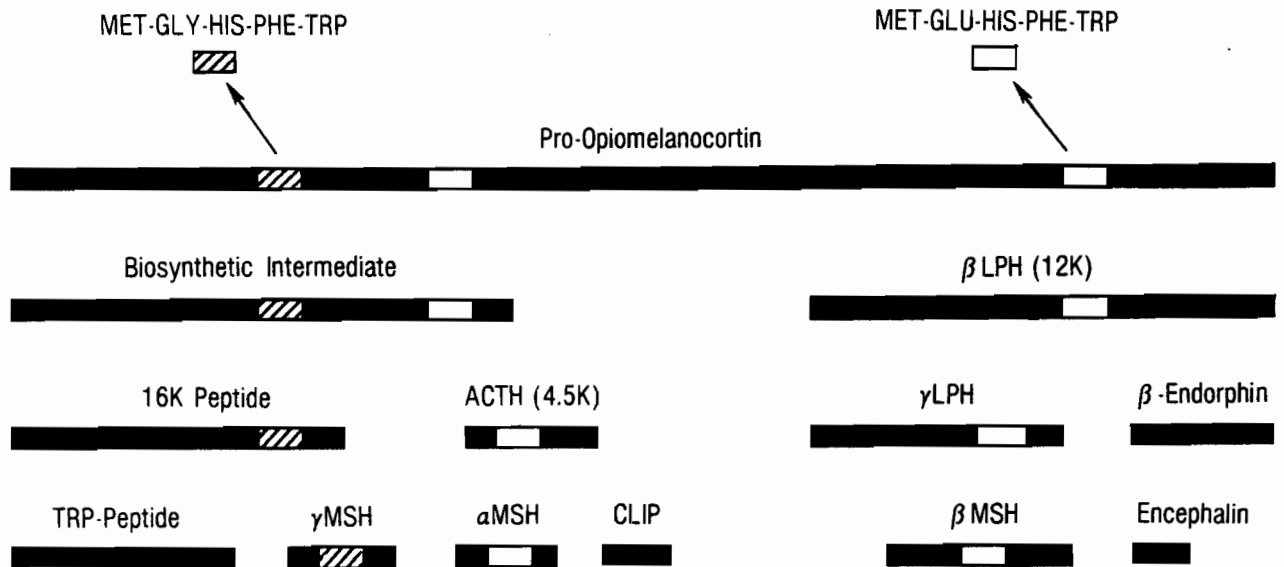 MET-GLY-HIS-PHE-TRP
MET-GLU-HIS-PHE-TRP
Pro-Opiomelanocortin
Biosynthetic Intermediate
βLPH (12K)
16K Peptide
ACTH (4.5K)
γLPH
β-Endorphin
TRP-Peptide
γMSH
αMSH
CLIP
βMSH
Encephalin